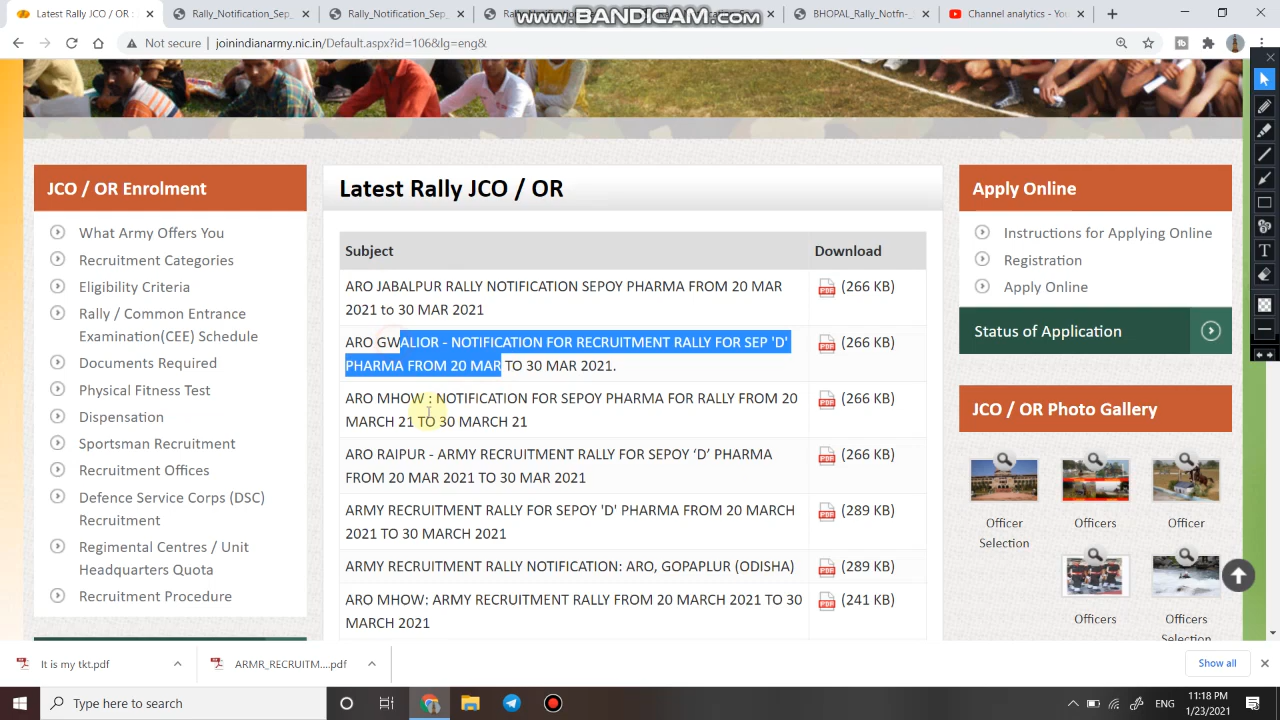 Latest Rally JCO / OR
Rally_Notification_Sep_
Rally_Notification_Sep_
BHOPAL_Rally_Notfn-
Channel analytics - You
www.BANDICAM.com
Not secure
joinindianarmy.nic.in/Default.aspx?id=106&lg=eng&
JCO / OR Enrolment
What Army Offers You
Recruitment Categories
Eligibility Criteria
Rally / Common Entrance
Examination(CEE) Schedule
Documents Required
Physical Fitness Test
Dispensation
Sportsman Recruitment
Recruitment Offices
Defence Service Corps (DSC)
Recruitment
Regimental Centres / Unit
Headquarters Quota
Recruitment Procedure
Latest Rally JCO / OR
Subject
Download
ARO JABALPUR RALLY NOTIFICATION SEPOY PHARMA FROM 20 MAR
2021 to 30 MAR 2021
(266 KB)
ARO GWALIOR - NOTIFICATION FOR RECRUITMENT RALLY FOR SEP 'D'
PHARMA FROM 20 MAR TO 30 MAR 2021.
(266 KB)
ARO MHOW : NOTIFICATION FOR SEPOY PHARMA FOR RALLY FROM 20
MARCH 21 TO 30 MARCH 21
(266 KB)
ARO RAIPUR - ARMY RECRUITMENT RALLY FOR SEPOY ‘D’ PHARMA
FROM 20 MAR 2021 TO 30 MAR 2021
(266 KB)
ARMY RECRUITMENT RALLY FOR SEPOY 'D' PHARMA FROM 20 MARCH
2021 TO 30 MARCH 2021
(289 KB)
ARMY RECRUITMENT RALLY NOTIFICATION: ARO, GOPAPLUR (ODISHA)
(289 KB)
ARO MHOW: ARMY RECRUITMENT RALLY FROM 20 MARCH 2021 TO 30
MARCH 2021
(241 KB)
Apply Online
Instructions for Applying Online
Registration
Apply Online
Status of Application
JCO / OR Photo Gallery
Officer
Selection
Officers
Officer
Officers
Officers
Selection
It is my tkt.pdf
ARMR_RECRUITM....pdf
Show all
Type here to search
ENG
11:18 PM
1/23/2021